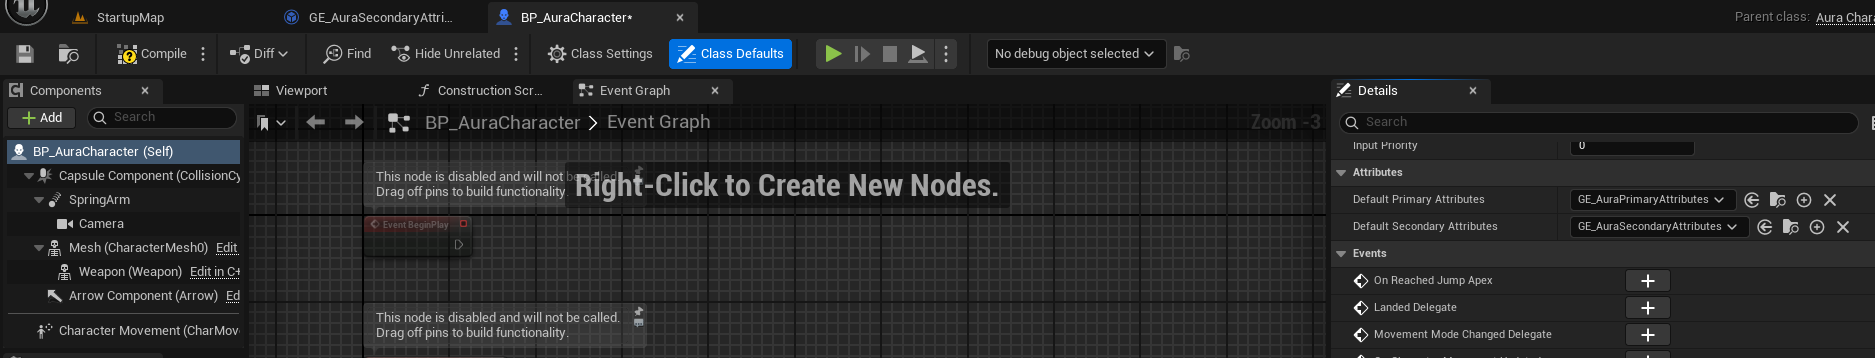 StartupMap
GE_AuraSecondaryAttri...
BP_AuraCharacter*
Parent class: Aura Chara
Compile
Diff
Find
Hide Unrelated
Class Settings
Class Defaults
No debug object selected
Components
Viewport
Construction Scr...
Event Graph
Details
Add
Search
BP_AuraCharacter > Event Graph
Zoom -3
Search
BP_AuraCharacter (Self)
Capsule Component (CollisionCy
SpringArm
Camera
Mesh (CharacterMesh0) Edit
Weapon (Weapon) Edit in C+
Arrow Component (Arrow) Ed
Character Movement (CharMov
This node is disabled and will not be called.
Drag off pins to build functionality.
Right-Click to Create New Nodes.
Event BeginPlay
This node is disabled and will not be called.
Drag off pins to build functionality.
Input Priority 0
Attributes
Default Primary Attributes GE_AuraPrimaryAttributes
Default Secondary Attributes GE_AuraSecondaryAttributes
Events
On Reached Jump Apex
Landed Delegate
Movement Mode Changed Delegate